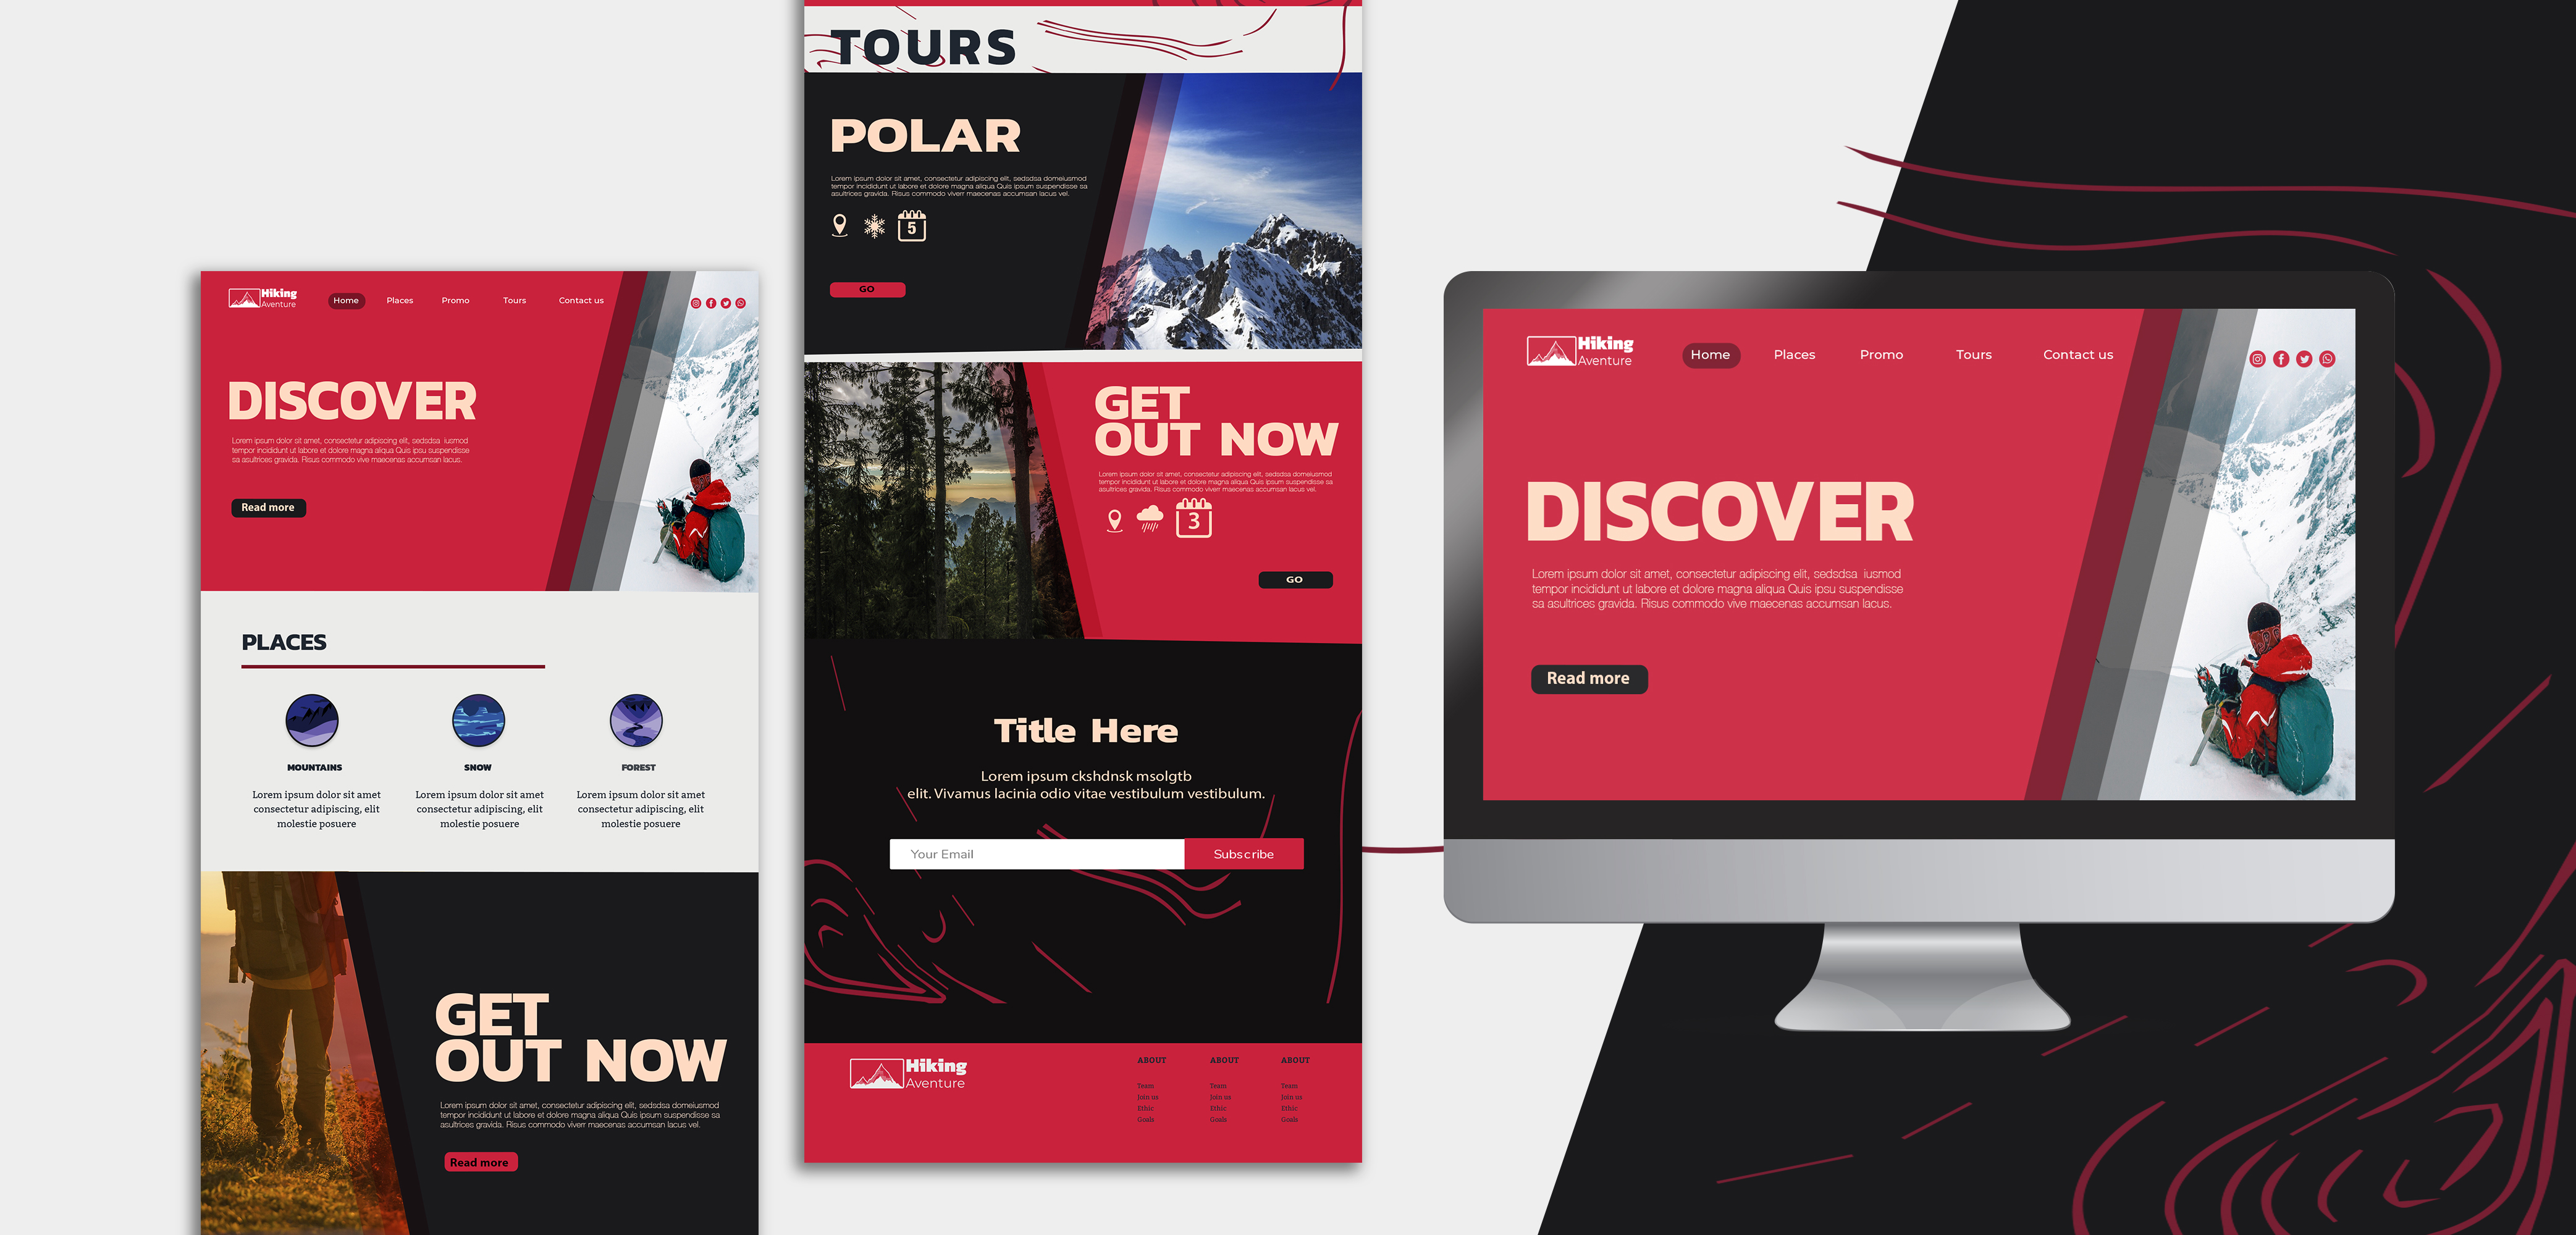 Hiking
Aventure
Home
Places
Promo
Tours
Contact us
DISCOVER
Lorem ipsum dolor sit amet, consectetur adipiscing elit, sedsdsa iusmod
tempor incididunt ut labore et dolore magna aliqua Quis ipsu suspendisse
sa asultrices gravida. Risus commodo vive maecenas accumsan lacus.
Read more
PLACES
MOUNTAINS
SNOW
FOREST
Lorem ipsum dolor sit amet
consectetur adipiscing, elit
molestie posuere
Lorem ipsum dolor sit amet
consectetur adipiscing, elit
molestie posuere
Lorem ipsum dolor sit amet
consectetur adipiscing, elit
molestie posuere
GET
OUT NOW
Lorem ipsum dolor sit amet, consectetur adipiscing elit, sedsdsa domeiusmod
tempor incididunt ut labore et dolore magna aliqua Quis ipsum suspendisse sa
asultrices gravida. Risus commodo viverr maecenas accumsan lacus vel.
Read more
TOURS
POLAR
Lorem ipsum dolor sit amet, consectetur adipiscing elit, sedsdsa domeiusmod
tempor incididunt ut labore et dolore magna aliqua Quis ipsum suspendisse sa
asultrices gravida. Risus commodo viverr maecenas accumsan lacus vel.
5
GO
GET
OUT NOW
Lorem ipsum dolor sit amet, consectetur adipiscing elit, sedsdsa domeiusmod
tempor incididunt ut labore et dolore magna aliqua Quis ipsum suspendisse sa
asultrices gravida. Risus commodo viverr maecenas accumsan lacus vel.
3
GO
Title Here
Lorem ipsum ckshdnsk msolgtb
elit. Vivamus lacinia odio vitae vestibulum vestibulum.
Your Email
Subscribe
Hiking
Aventure
ABOUT
Team
Join us
Ethic
Goals
ABOUT
Team
Join us
Ethic
Goals
ABOUT
Team
Join us
Ethic
Goals
Hiking
Aventure
Home
Places
Promo
Tours
Contact us
DISCOVER
Lorem ipsum dolor sit amet, consectetur adipiscing elit, sedsdsa iusmod
tempor incididunt ut labore et dolore magna aliqua Quis ipsu suspendisse
sa asultrices gravida. Risus commodo vive maecenas accumsan lacus.
Read more